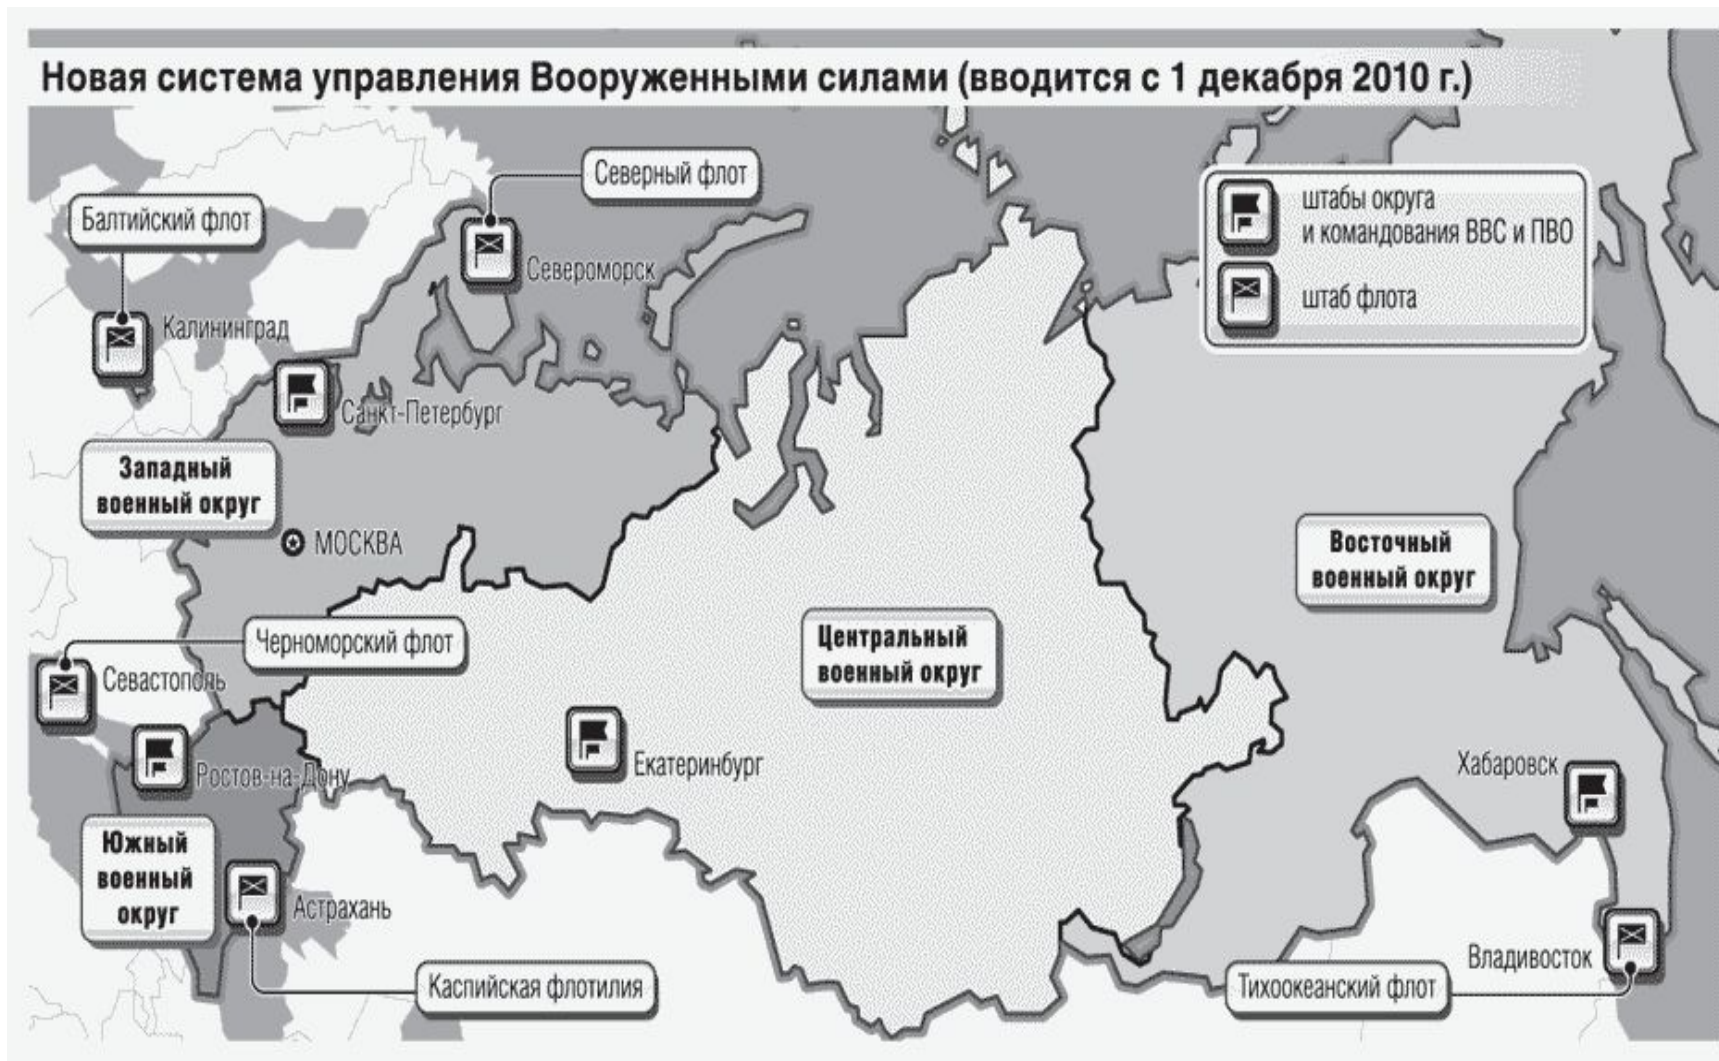 Новая система управления Вооруженными силами (вводится с 1 декабря 2010 г.)
Северный флот
штабы округа
и командования ВВС и ПВО
штаб флота
Балтийский флот
Североморск
Калининград
Санкт-Петербург
Западный
военный округ
МОСКВА
Восточный
военный округ
Черноморский флот
Севастополь
Центральный
военный округ
Ростов-на-Дону
Екатеринбург
Хабаровск
Южный
военный
округ
Астрахань
Владивосток
Каспийская флотилия
Тихоокеанский флот